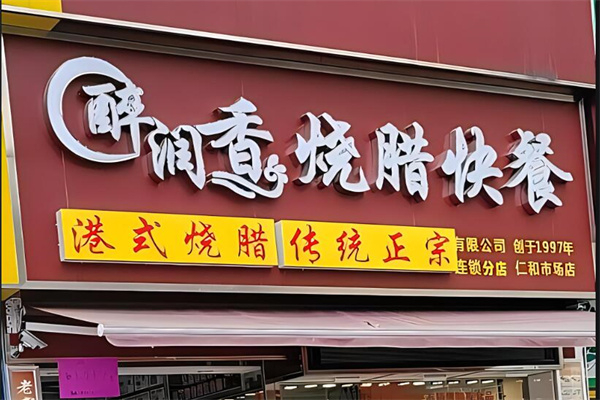 醉润香烧腊快餐
港式烧腊 传统正宗
有限公司 创于1997年
连锁分店 仁和市场店
老